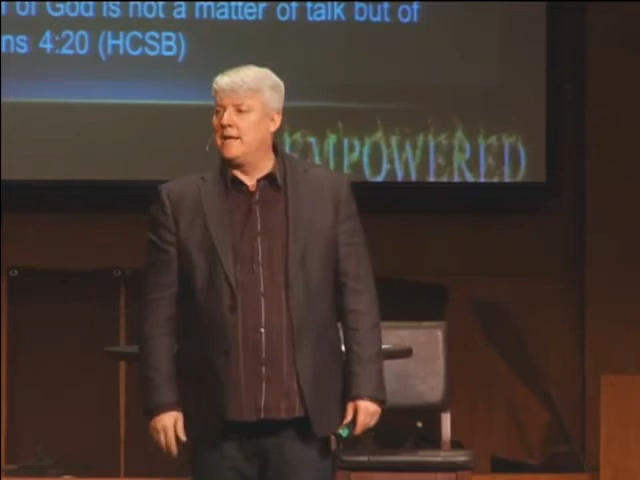 of God is not a matter of talk but of
ns 4:20 (HCSB)
EMPOWERED